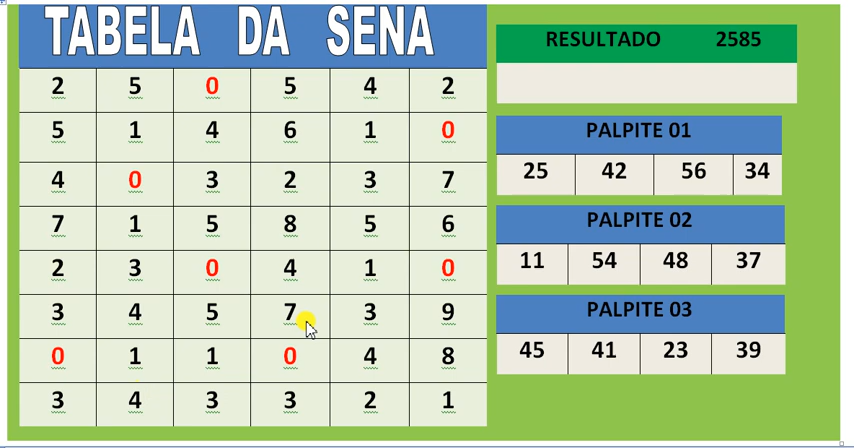 TABELA DA SENA
2 5 0 5 4 2
5 1 4 6 1 0
4 0 3 2 3 7
7 1 5 8 5 6
2 3 0 4 1 0
3 4 5 7 3 9
0 1 1 0 4 8
3 4 3 3 2 1
RESULTADO 2585
PALPITE 01
25 42 56 34
PALPITE 02
11 54 48 37
PALPITE 03
45 41 23 39